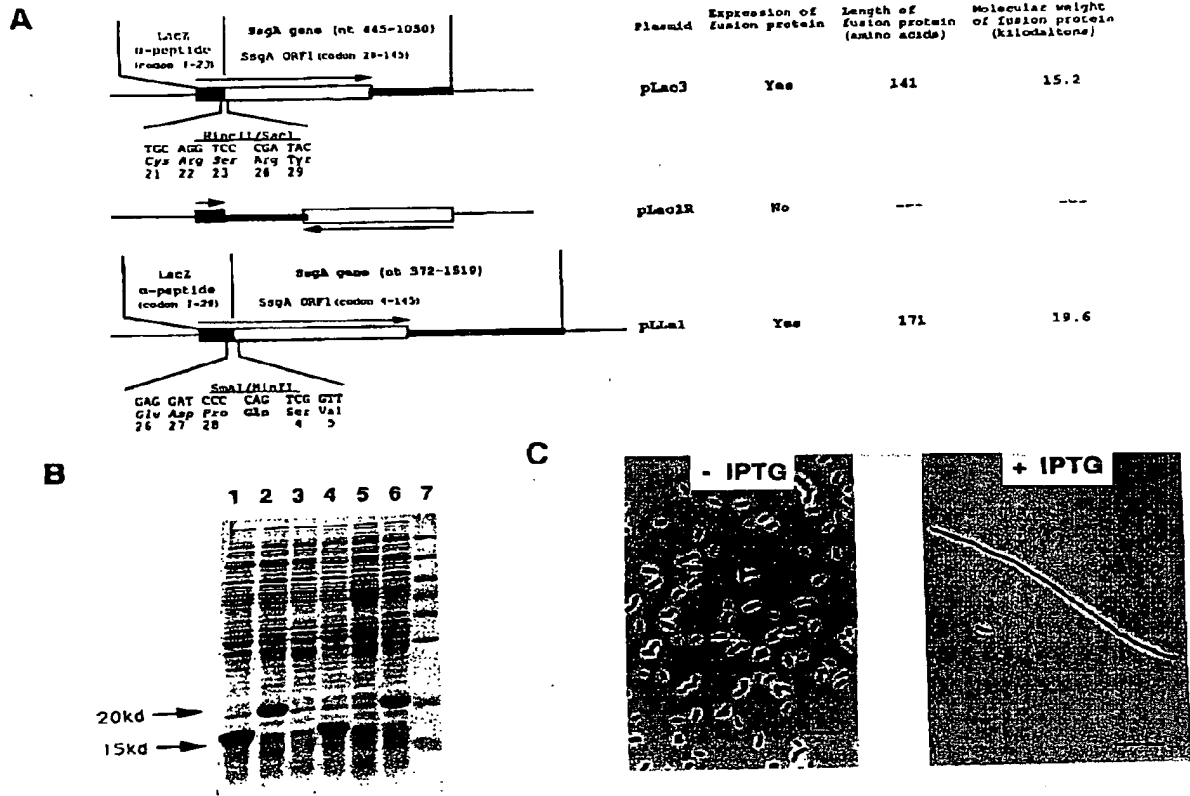 A
LacZ
α-peptide
(codons 1-23)
SsgA gene (nt 445-1050)
SsgA ORF1 (codon 28-145)
HincII/SacI
TGC AGG TCC CGA TAC
Cys Arg Ser Arg Tyr
21 22 23 28 29
Plasmid
Expression of
fusion protein
Length of
fusion protein
(amino acids)
Molecular weight
of fusion protein
(kilodaltons)
pLac3 Yes 141 15.2
pLac1R No --- ---
LacZ
α-peptide
(codon 1-28)
SsgA gene (nt 372-1519)
SsgA ORF1 (codon 4-145)
SmaI/HinfI
GAG GAT CCC CAG TCG GTT
Glu Asp Pro Gln Ser Val
26 27 28 4 5
pLLm1 Yes 171 19.6
B
1 2 3 4 5 6 7
20kd
15kd
C
- IPTG
+ IPTG